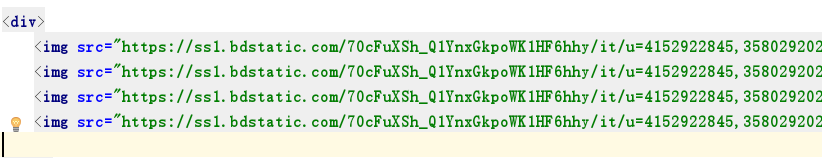 <div>
<img src="https://ss1.bdstatic.com/70cFuXSh_Q1YnxGkpoWK1HF6hhy/it/u=4152922845,358029202
<img src="https://ss1.bdstatic.com/70cFuXSh_Q1YnxGkpoWK1HF6hhy/it/u=4152922845,358029202
<img src="https://ss1.bdstatic.com/70cFuXSh_Q1YnxGkpoWK1HF6hhy/it/u=4152922845,358029202
<img src="https://ss1.bdstatic.com/70cFuXSh_Q1YnxGkpoWK1HF6hhy/it/u=4152922845,358029202